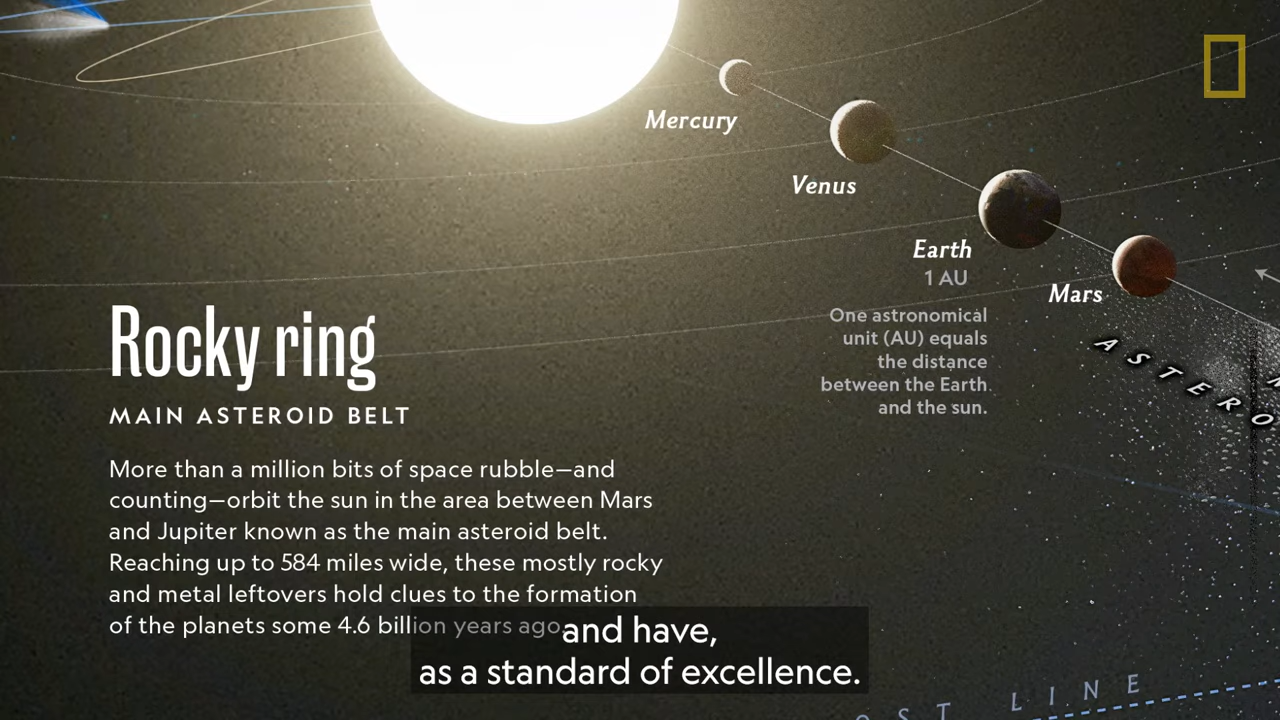 Mercury
Venus
Earth
1 AU
Mars
One astronomical
unit (AU) equals
the distance
between the Earth
and the sun.
ASTERO
Rocky ring
MAIN ASTEROID BELT
More than a million bits of space rubble—and
counting—orbit the sun in the area between Mars
and Jupiter known as the main asteroid belt.
Reaching up to 584 miles wide, these mostly rocky
and metal leftovers hold clues to the formation
of the planets some 4.6 billion years ago
and have,
as a standard of excellence.
OST LINE